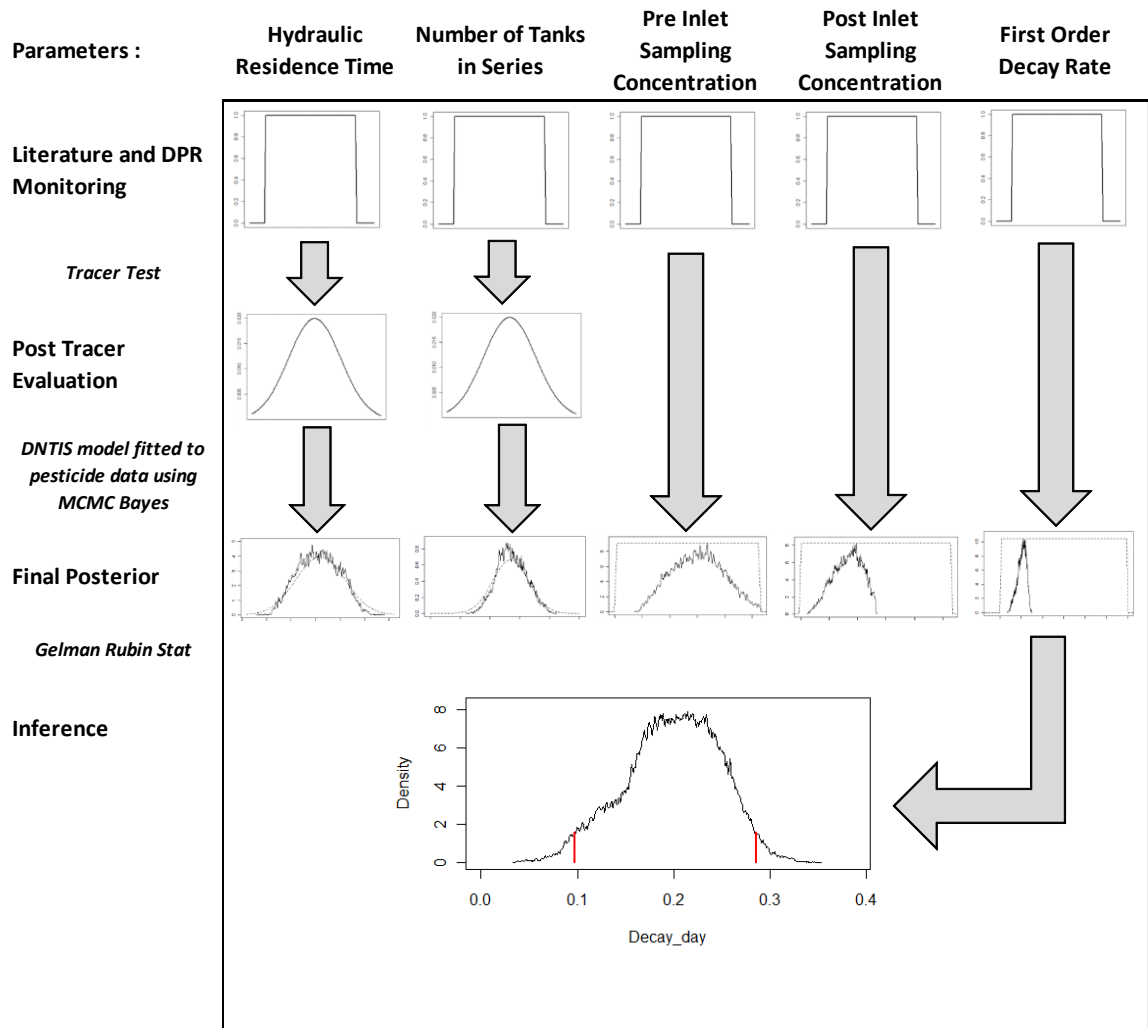 Parameters :
Hydraulic
Residence Time
Number of Tanks
in Series
Pre Inlet
Sampling
Concentration
Post Inlet
Sampling
Concentration
First Order
Decay Rate
Literature and DPR
Monitoring
Tracer Test
Post Tracer
Evaluation
DNTIS model fitted to
pesticide data using
MCMC Bayes
Final Posterior
Gelman Rubin Stat
Inference
Density
8
6
4
2
0
0.0 0.1 0.2 0.3 0.4
Decay_day